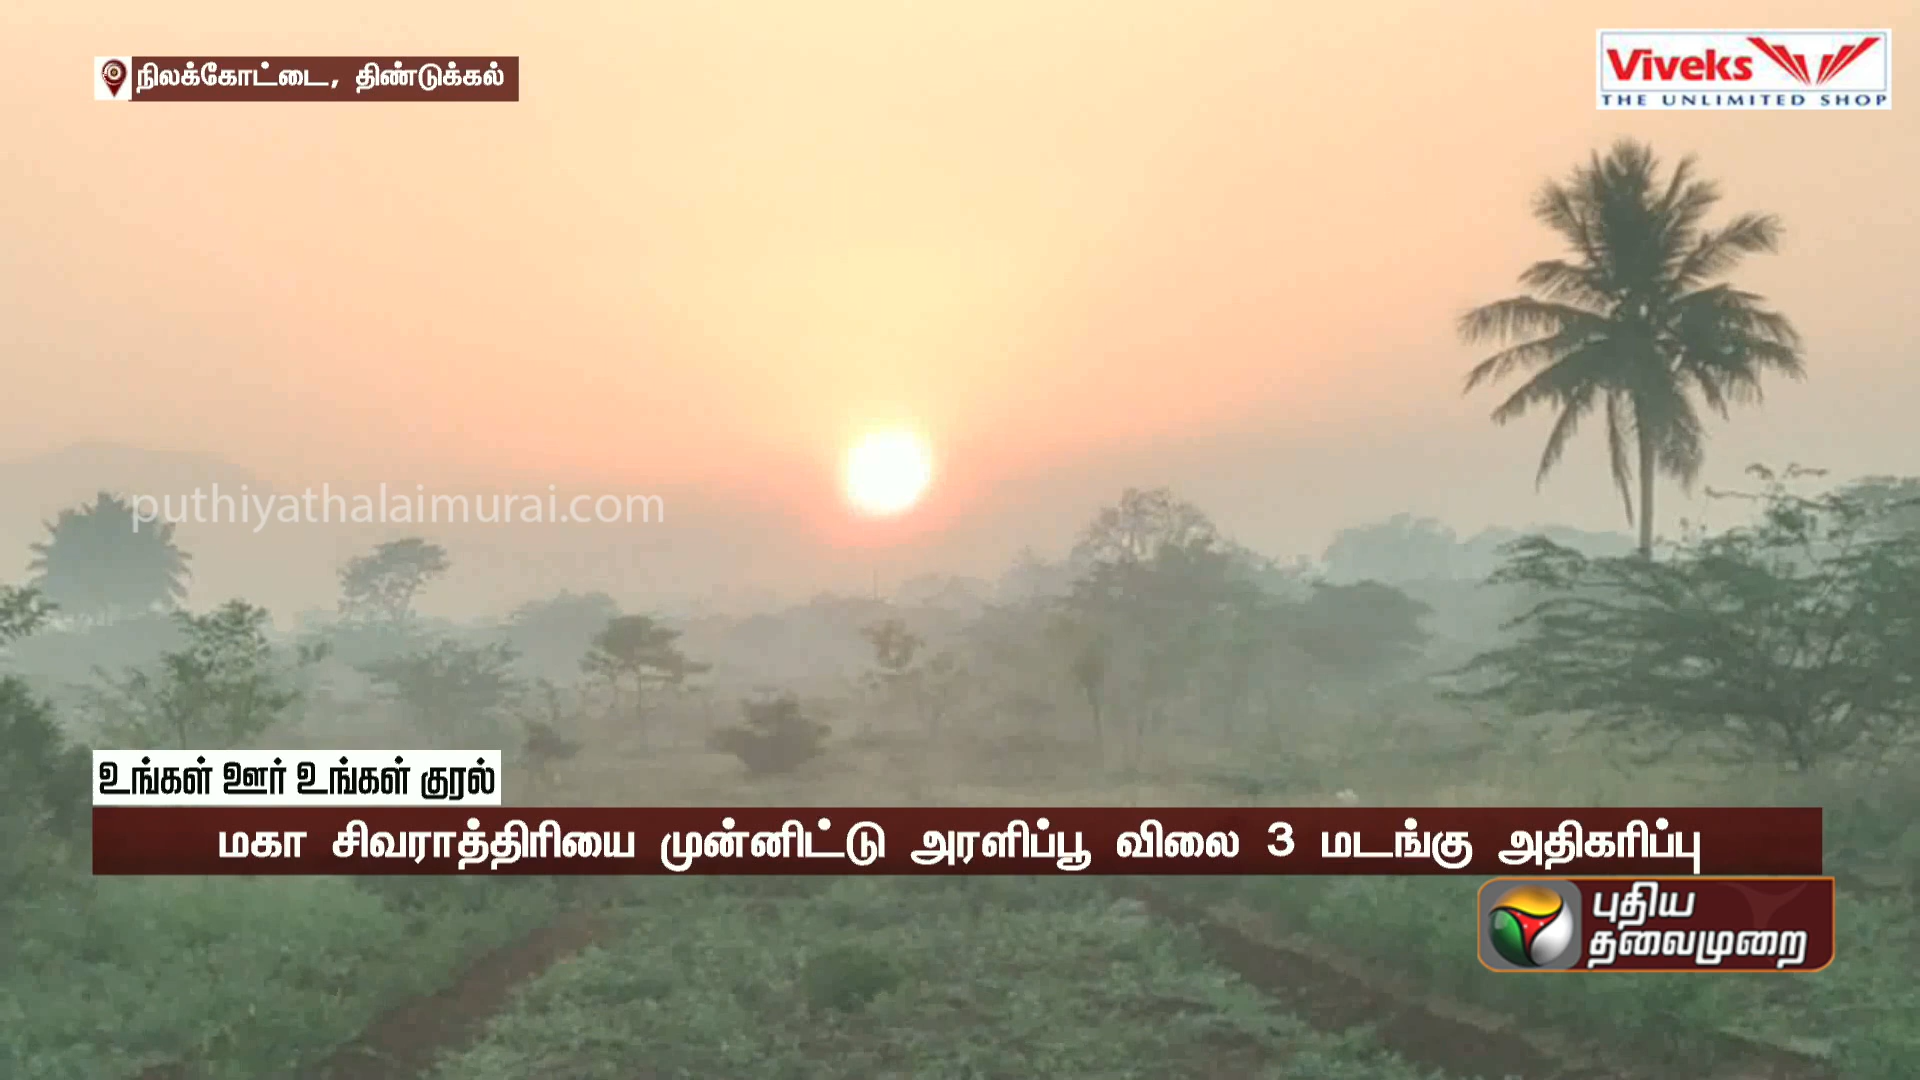 நிலக்கோட்டை, திண்டுக்கல்
Viveks
THE UNLIMITED SHOP
puthiyathalaimurai.com
உங்கள் ஊர் உங்கள் குரல்
மகா சிவராத்திரியை முன்னிட்டு அரளிப்பூ விலை 3 மடங்கு அதிகரிப்பு
புதிய
தலைமுறை